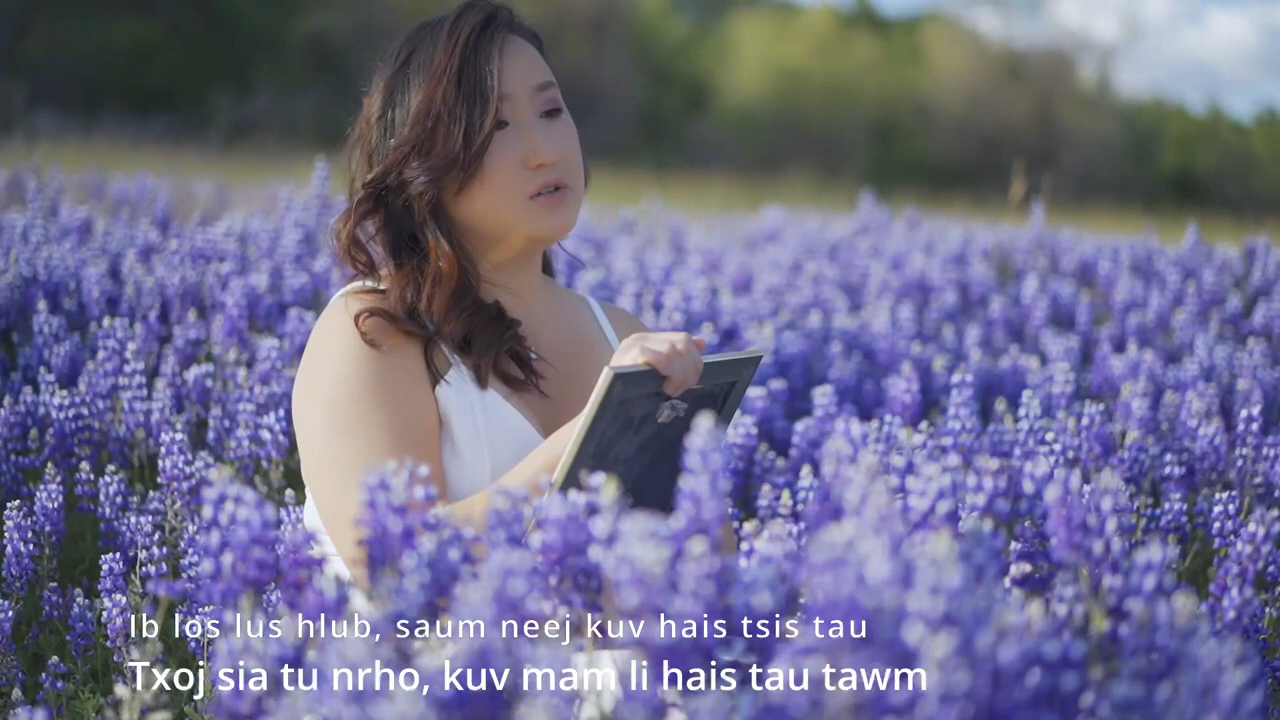 Ib los lus hlub, saum neej kuv hais tsis tau
Txoj sia tu nrho, kuv mam li hais tau tawm